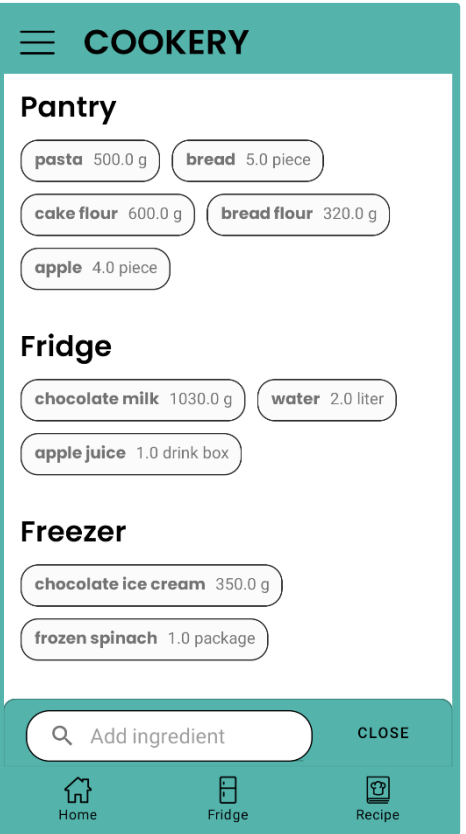 COOKERY
Pantry
pasta 500.0 g bread 5.0 piece
cake flour 600.0 g bread flour 320.0 g
apple 4.0 piece
Fridge
chocolate milk 1030.0 g water 2.0 liter
apple juice 1.0 drink box
Freezer
chocolate ice cream 350.0 g
frozen spinach 1.0 package
Add ingredient CLOSE
Home Fridge Recipe